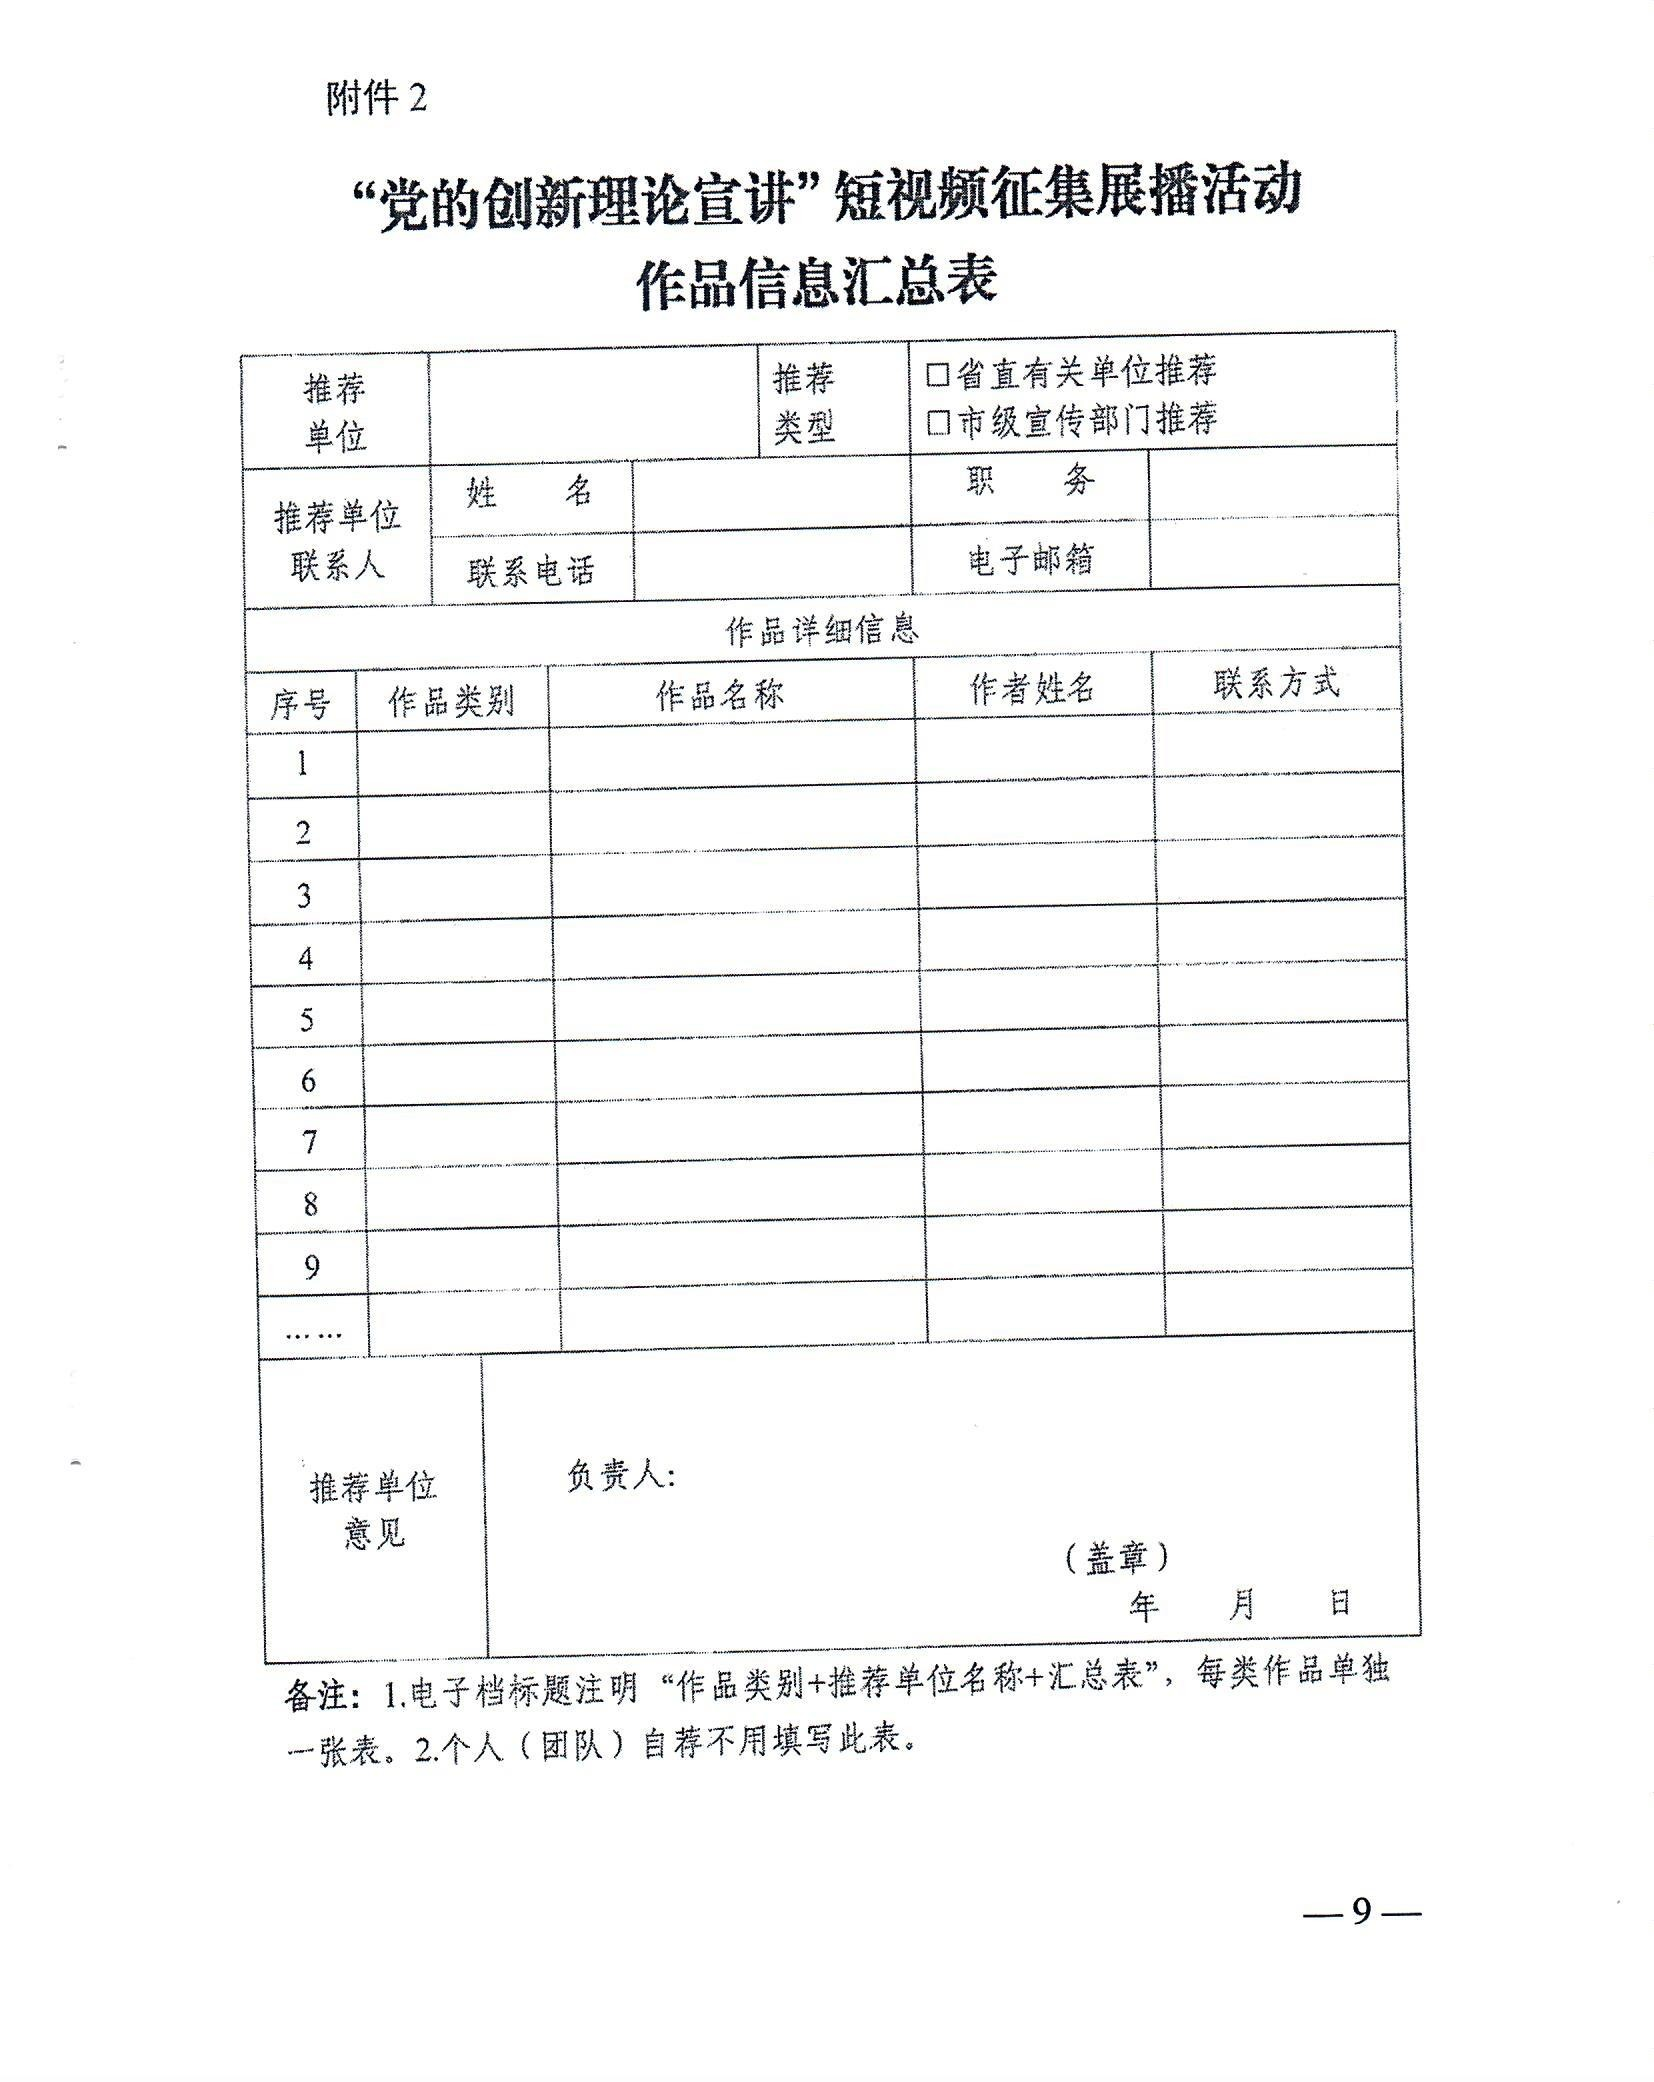 附件 2
“党的创新理论宣讲”短视频征集展播活动
作品信息汇总表
推荐
单位
推荐
类型
□省直有关单位推荐
□市级宣传部门推荐
推荐单位
联系人
姓 名
职 务
联系电话
电子邮箱
作品详细信息
序号 作品类别 作品名称 作者姓名 联系方式
1
2
3
4
5
6
7
8
9
……
推荐单位
意见
负责人:
（盖章）
年 月 日
备注：1.电子档标题注明“作品类别+推荐单位名称+汇总表”，每类作品单独
一张表。2.个人（团队）自荐不用填写此表。
—9—